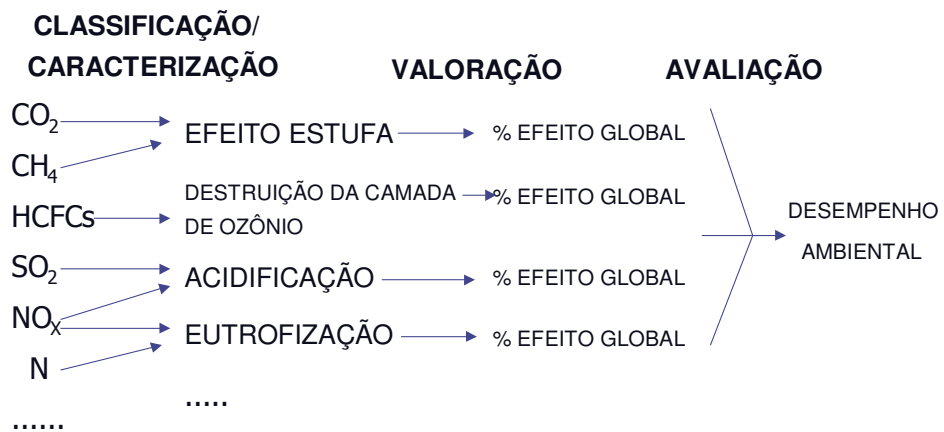 CLASSIFICAÇÃO/
CARACTERIZAÇÃO
VALORAÇÃO
AVALIAÇÃO
CO₂
CH₄
HCFCs
SO₂
NOₓ
N
......
EFEITO ESTUFA
DESTRUIÇÃO DA CAMADA
DE OZÔNIO
ACIDIFICAÇÃO
EUTROFIZAÇÃO
.....
% EFEITO GLOBAL
% EFEITO GLOBAL
% EFEITO GLOBAL
% EFEITO GLOBAL
DESEMPENHO
AMBIENTAL